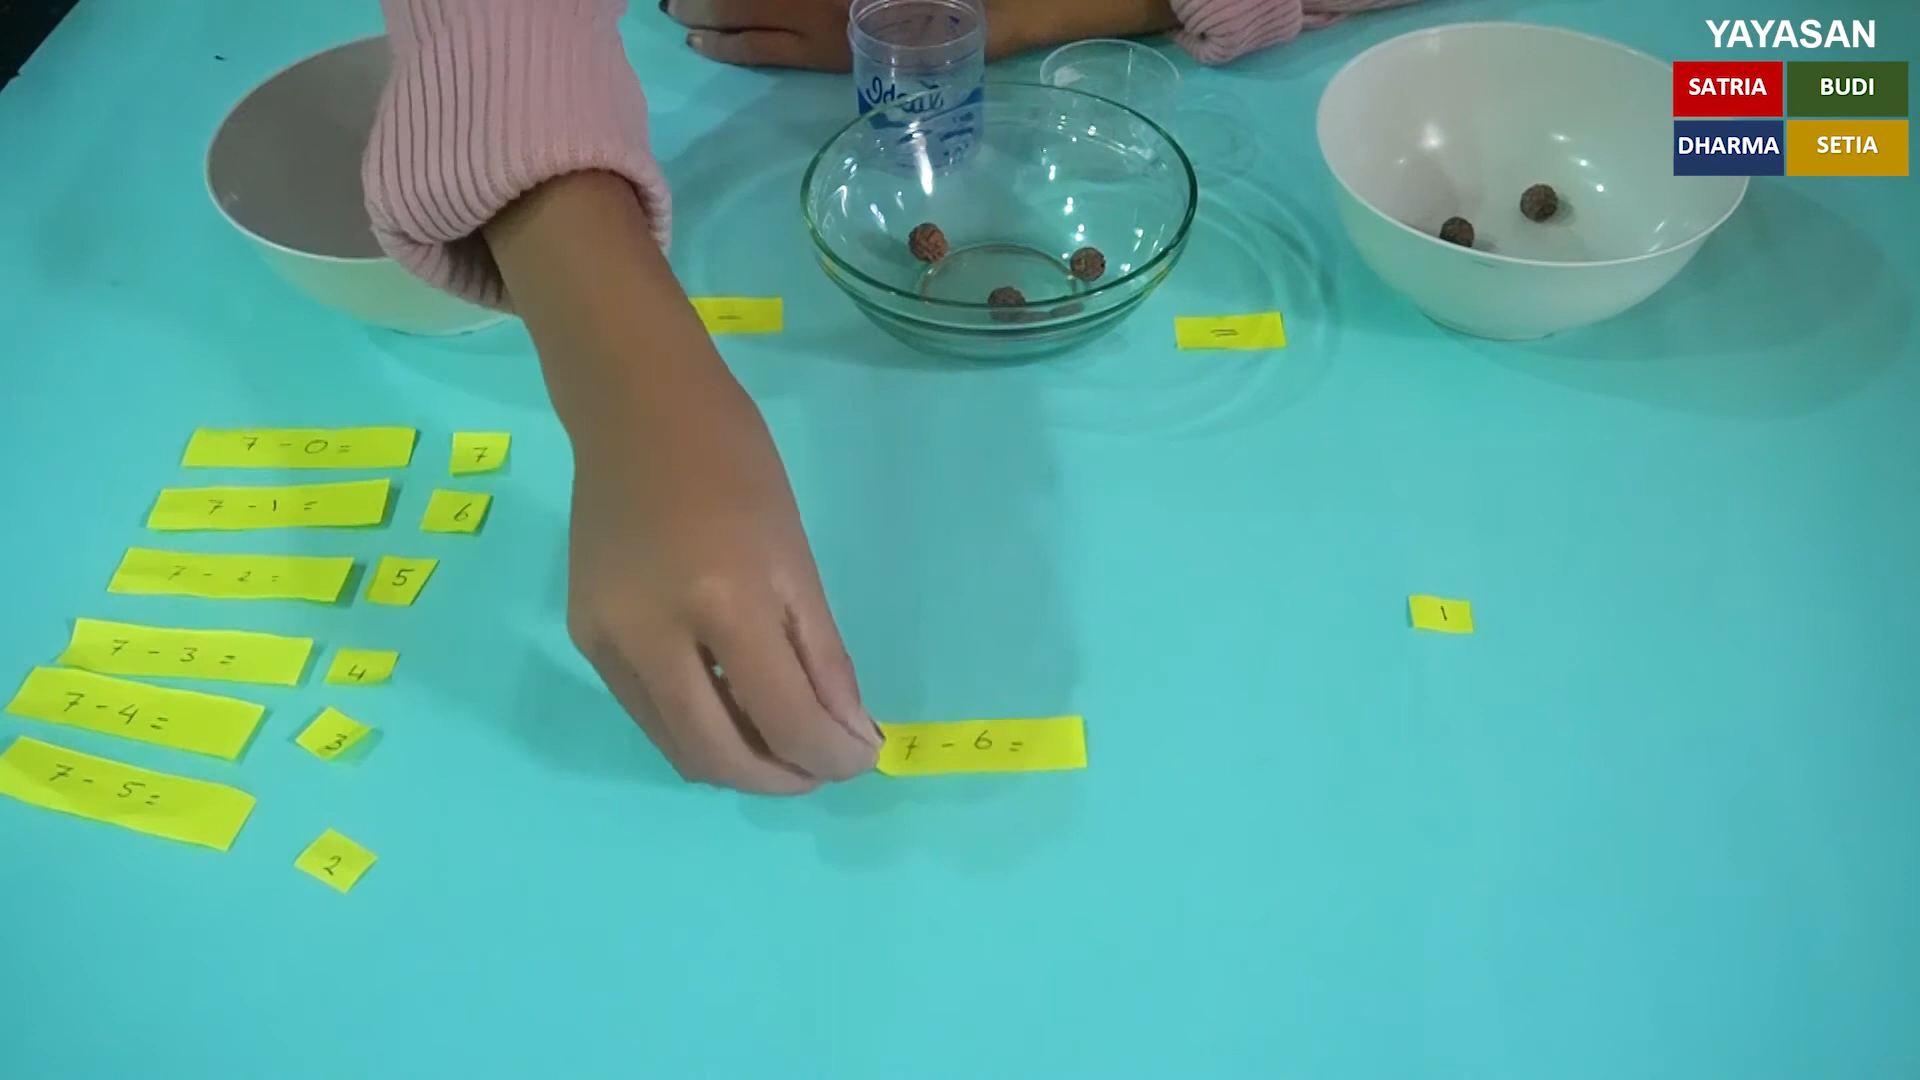 YAYASAN
SATRIA BUDI
DHARMA SETIA
-
=
7 - 0 = 7
7 - 1 = 6
7 - 2 = 5
7 - 3 = 4
7 - 4 = 3
7 - 5 = 2
7 - 6 =
1